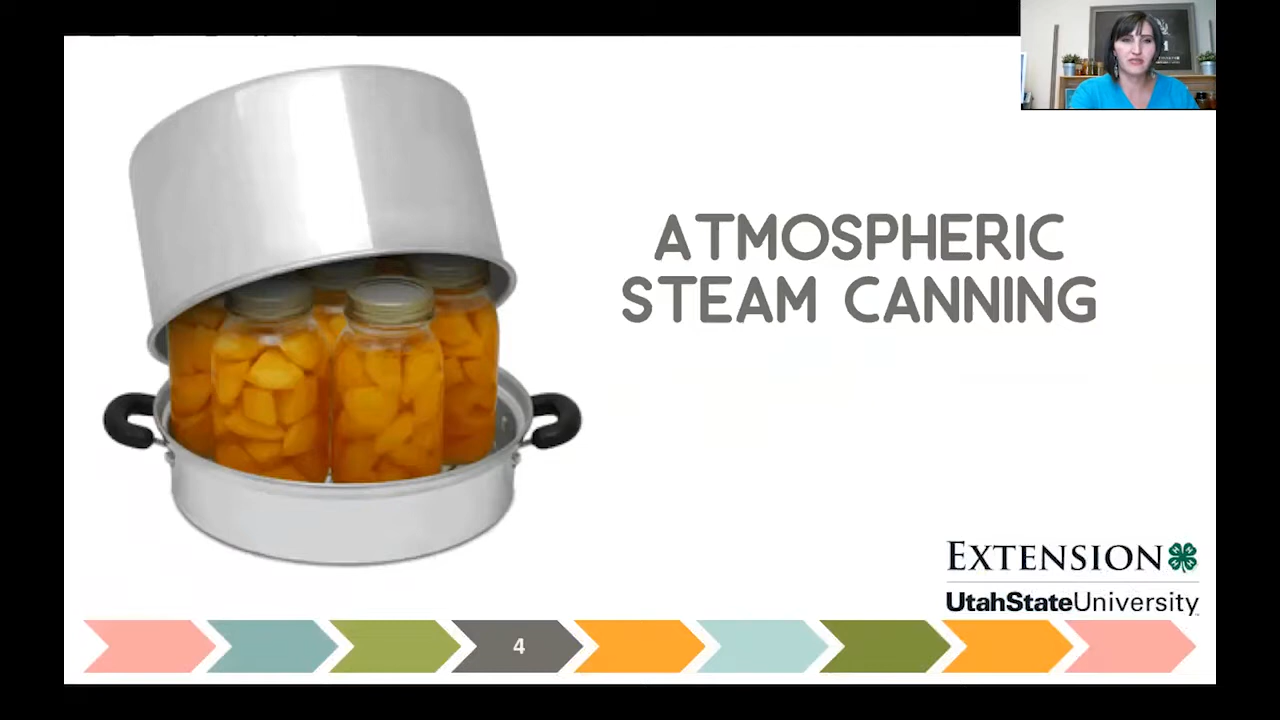 ATMOSPHERIC
STEAM CANNING
EXTENSION
UtahStateUniversity
4